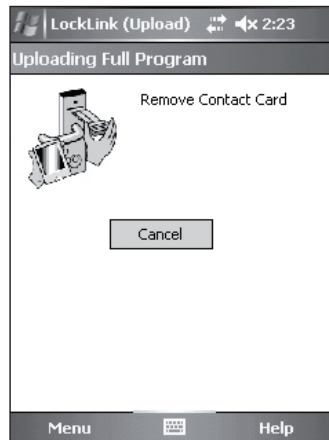 LockLink (Upload) 2:23
Uploading Full Program
Remove Contact Card
Cancel
Menu Help